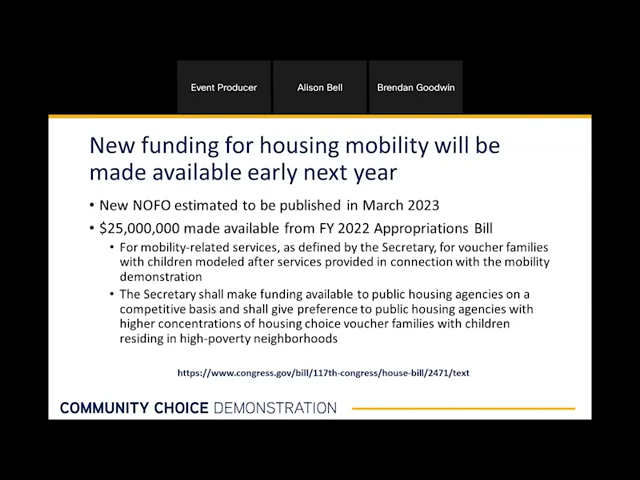 Event Producer
Alison Bell
Brendan Goodwin
New funding for housing mobility will be
made available early next year
• New NOFO estimated to be published in March 2023
• $25,000,000 made available from FY 2022 Appropriations Bill
• For mobility-related services, as defined by the Secretary, for voucher families
with children modeled after services provided in connection with the mobility
demonstration
• The Secretary shall make funding available to public housing agencies on a
competitive basis and shall give preference to public housing agencies with
higher concentrations of housing choice voucher families with children
residing in high-poverty neighborhoods
https://www.congress.gov/bill/117th-congress/house-bill/2471/text
COMMUNITY CHOICE DEMONSTRATION